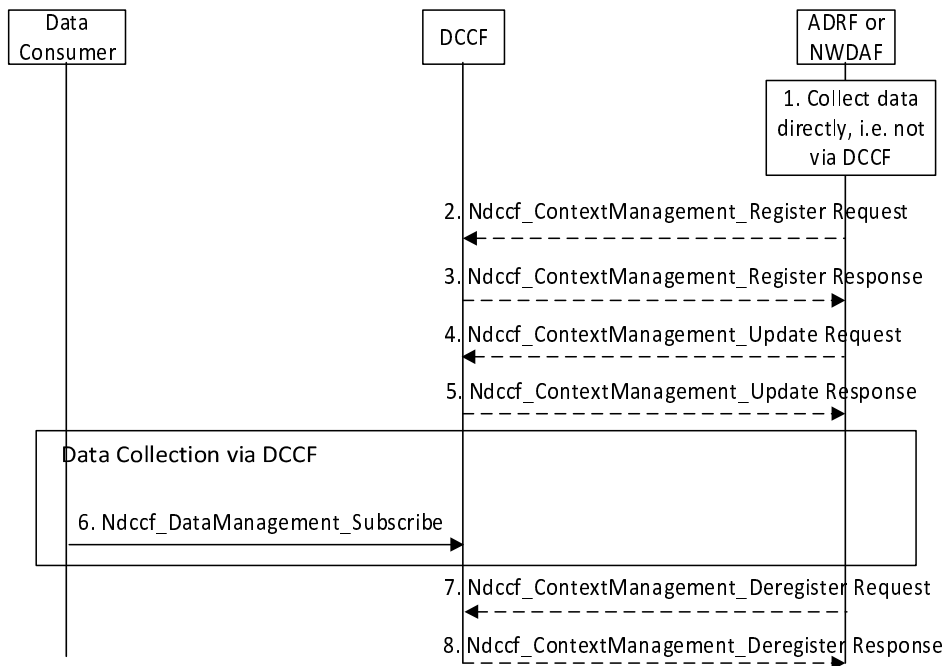 Data
Consumer
DCCF
ADRF or
NWDAF
1. Collect data
directly, i.e. not
via DCCF
2. Ndccf_ContextManagement_Register Request
3. Ndccf_ContextManagement_Register Response
4. Ndccf_ContextManagement_Update Request
5. Ndccf_ContextManagement_Update Response
Data Collection via DCCF
6. Ndccf_DataManagement_Subscribe
7. Ndccf_ContextManagement_Deregister Request
8. Ndccf_ContextManagement_Deregister Response